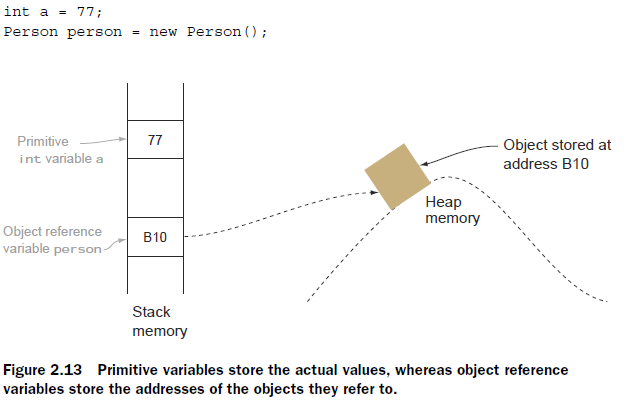 int a = 77;
Person person = new Person();
Primitive
int variable a
77
Object stored at
address B10
Heap
memory
Object reference
variable person
B10
Stack
memory
Figure 2.13 Primitive variables store the actual values, whereas object reference
variables store the addresses of the objects they refer to.